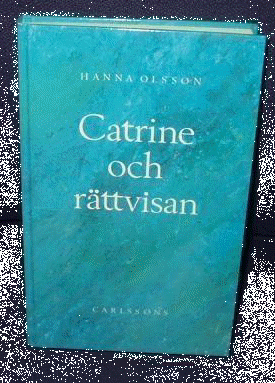 HANNA OLSSON
Catrine
och
rättvisan
CARLSSONS